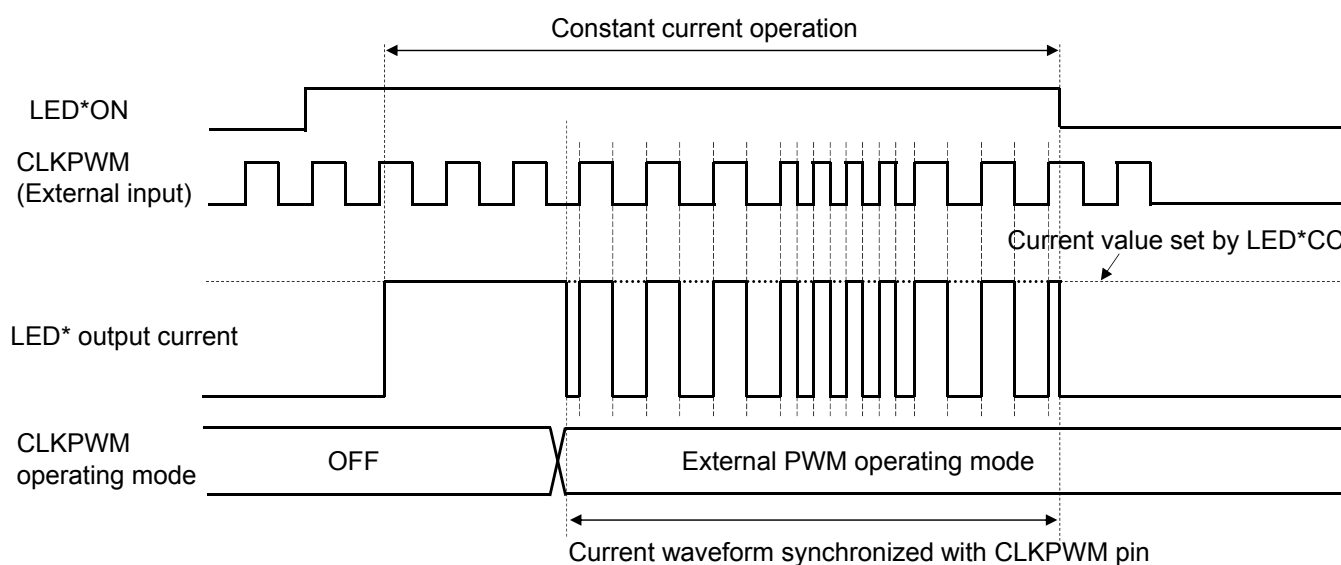 Constant current operation
LED*ON
CLKPWM
(External input)
Current value set by LED*CC
LED* output current
CLKPWM
operating mode
OFF
External PWM operating mode
Current waveform synchronized with CLKPWM pin